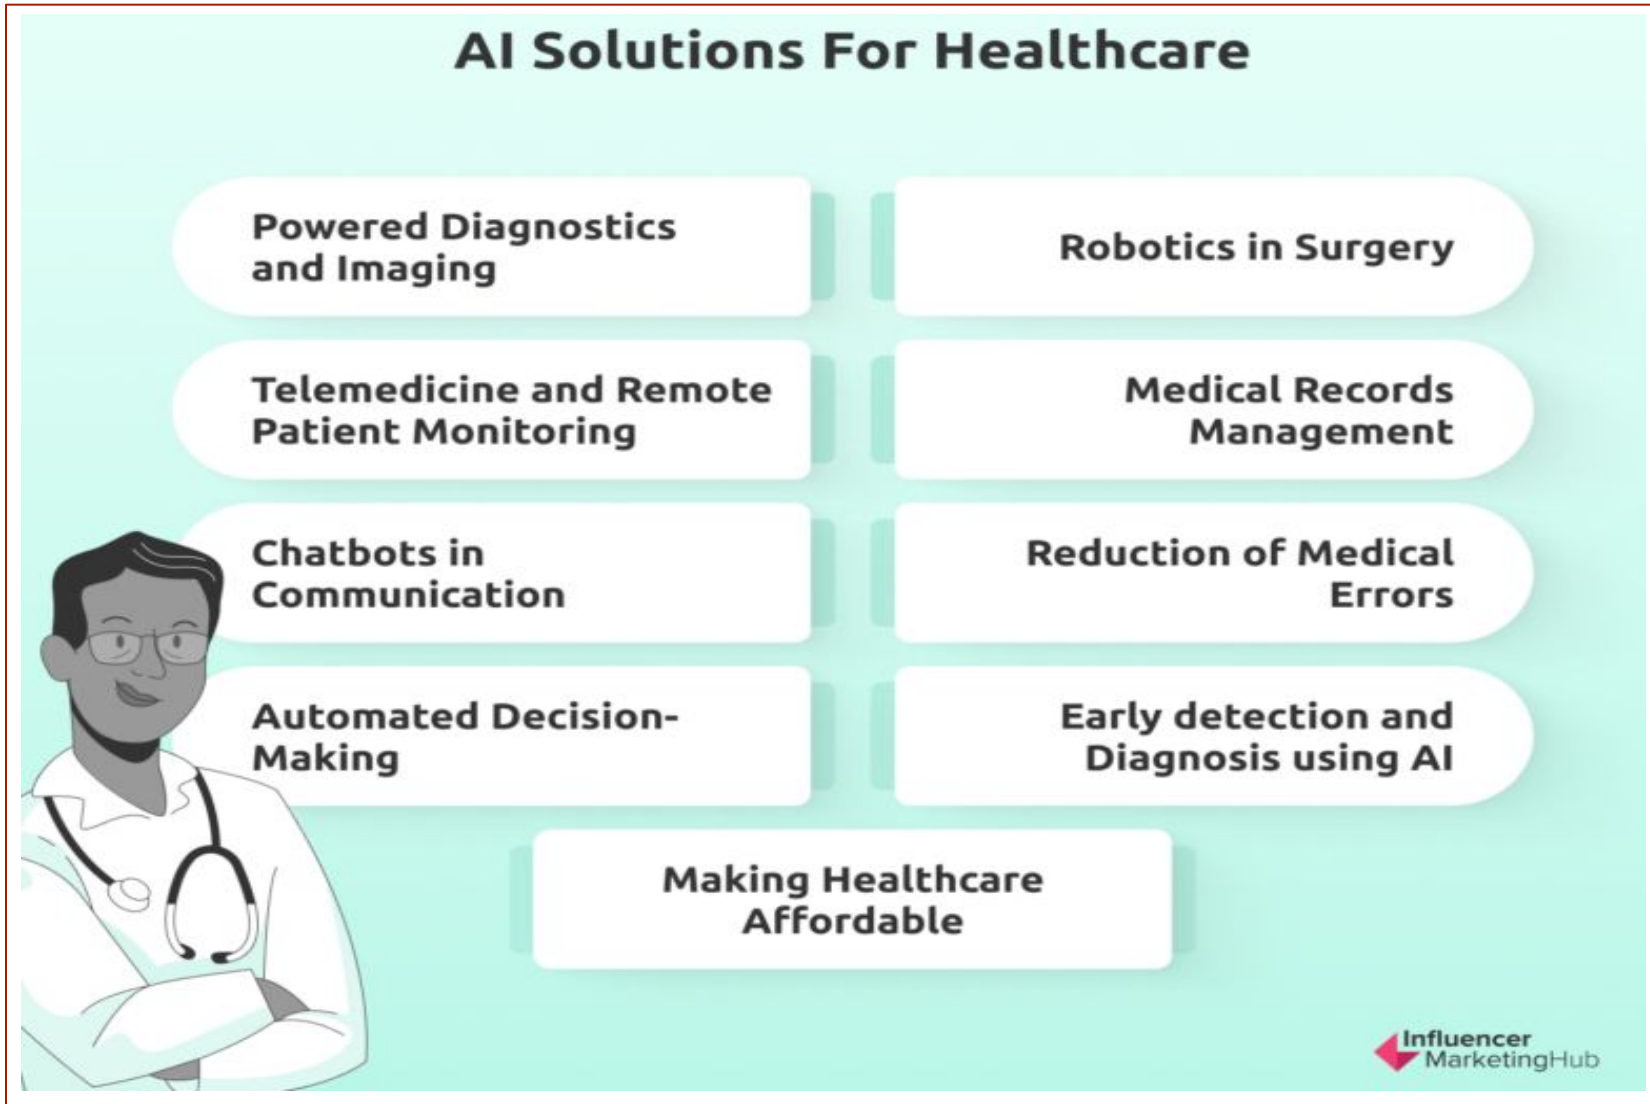 AI Solutions For Healthcare
Powered Diagnostics
and Imaging
Robotics in Surgery
Telemedicine and Remote
Patient Monitoring
Medical Records
Management
Chatbots in
Communication
Reduction of Medical
Errors
Automated Decision-
Making
Early detection and
Diagnosis using AI
Making Healthcare
Affordable
Influencer
MarketingHub